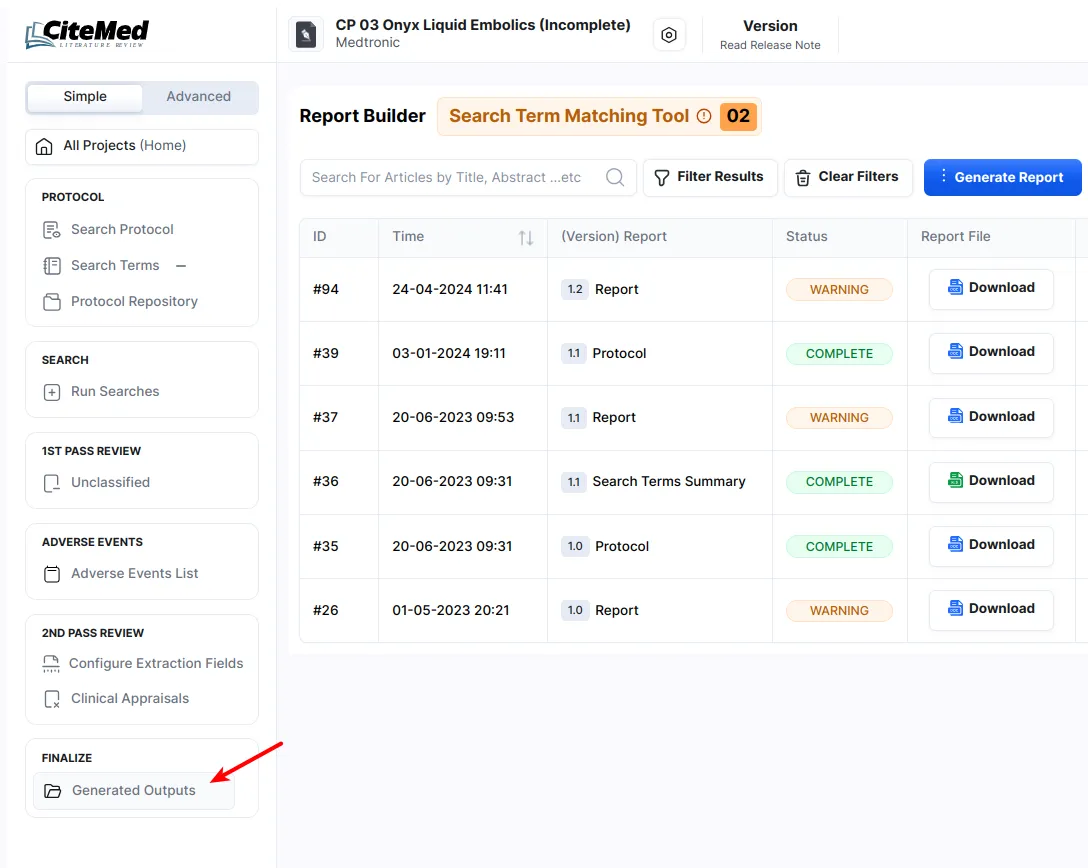 CiteMed
LITERATURE REVIEW
CP 03 Onyx Liquid Embolics (Incomplete)
Medtronic
Version
Read Release Note
Simple
Advanced
All Projects (Home)
PROTOCOL
Search Protocol
Search Terms
Protocol Repository
SEARCH
Run Searches
1ST PASS REVIEW
Unclassified
ADVERSE EVENTS
Adverse Events List
2ND PASS REVIEW
Configure Extraction Fields
Clinical Appraisals
FINALIZE
Generated Outputs
Report Builder
Search Term Matching Tool 02
Search For Articles by Title, Abstract ...etc
Filter Results
Clear Filters
Generate Report
ID Time (Version) Report Status Report File
#94 24-04-2024 11:41 1.2 Report WARNING Download
#39 03-01-2024 19:11 1.1 Protocol COMPLETE Download
#37 20-06-2023 09:53 1.1 Report WARNING Download
#36 20-06-2023 09:31 1.1 Search Terms Summary COMPLETE Download
#35 20-06-2023 09:31 1.0 Protocol COMPLETE Download
#26 01-05-2023 20:21 1.0 Report WARNING Download